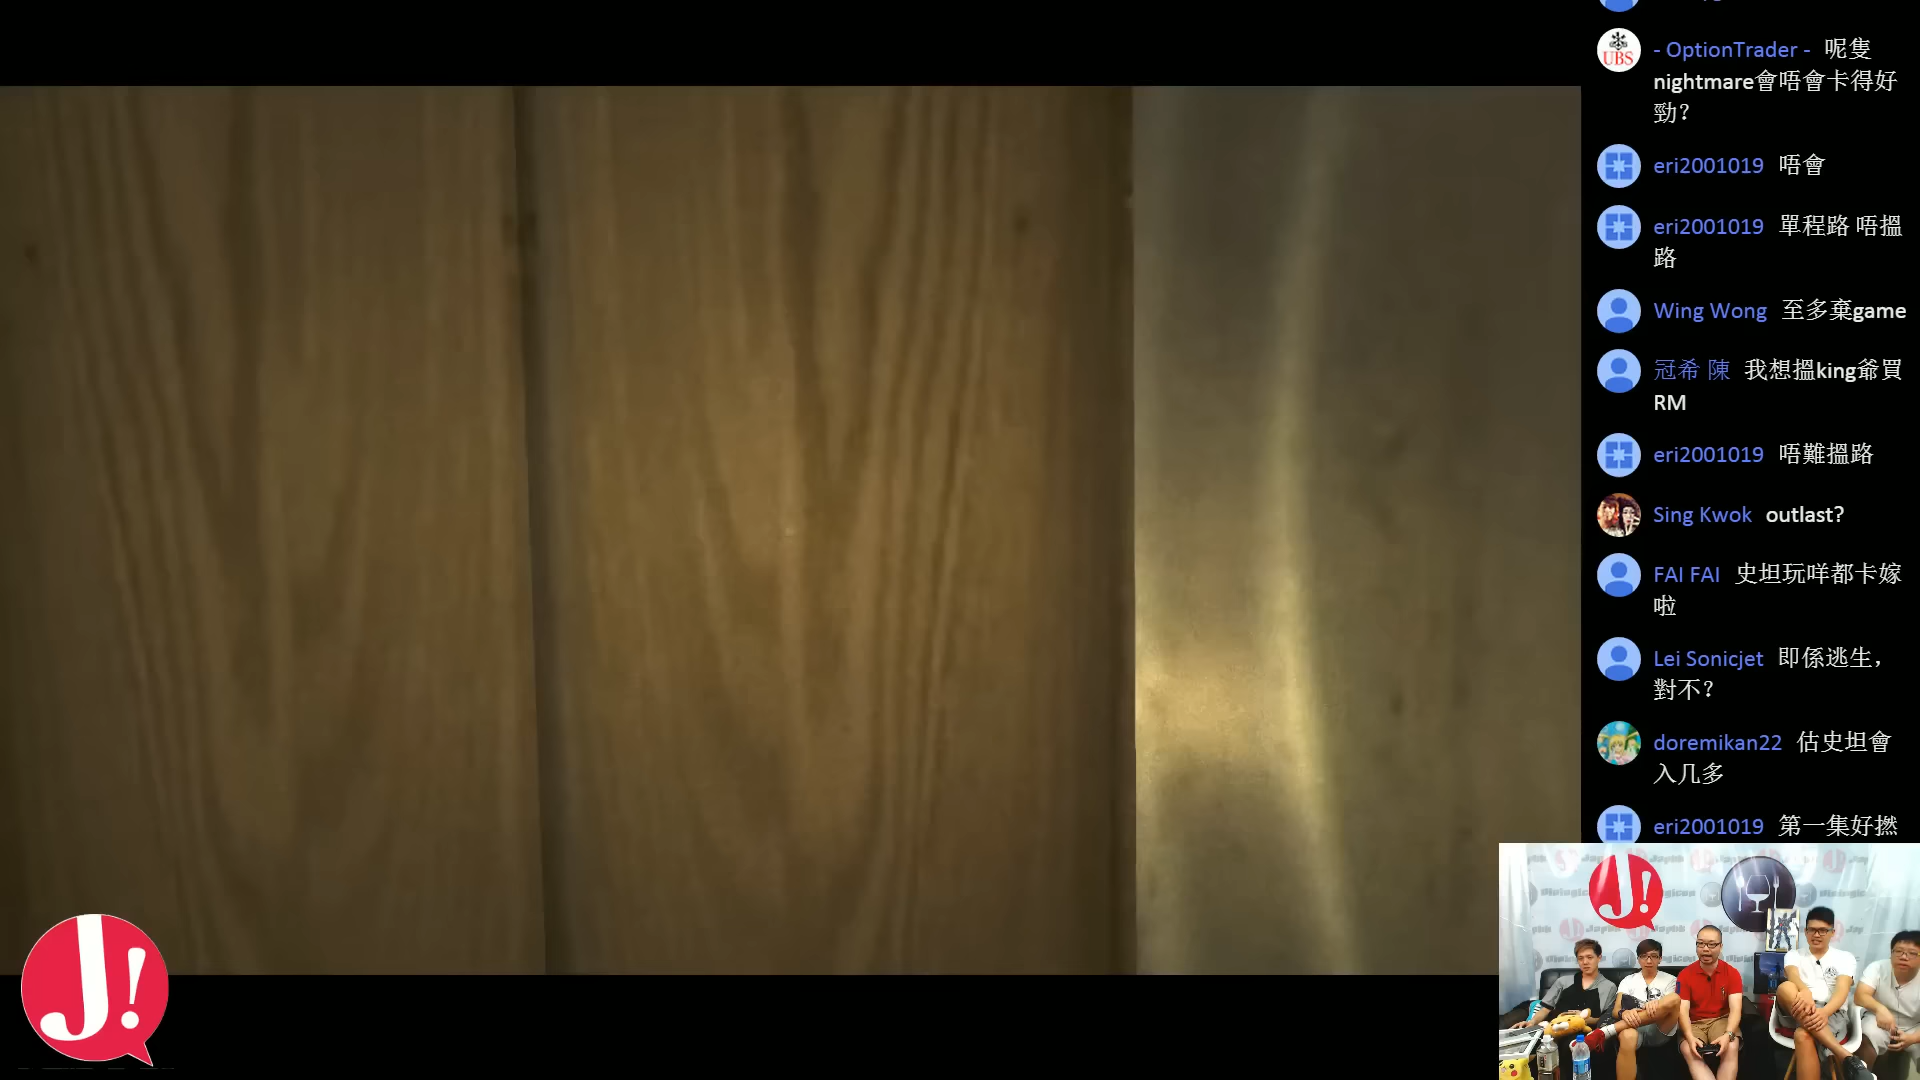 - OptionTrader - 呢隻
nightmare會唔會卡得好
勁?
UBS
eri2001019 唔會
eri2001019 單程路 唔搵
路
Wing Wong 至多棄game
冠希 陳 我想搵king爺買
RM
eri2001019 唔難搵路
Sing Kwok outlast?
FAI FAI 史坦玩咩都卡嫁
啦
Lei Sonicjet 即係逃生,
對不?
doremikan22 估史坦會
入几多
eri2001019 第一集好撚
J!
J!